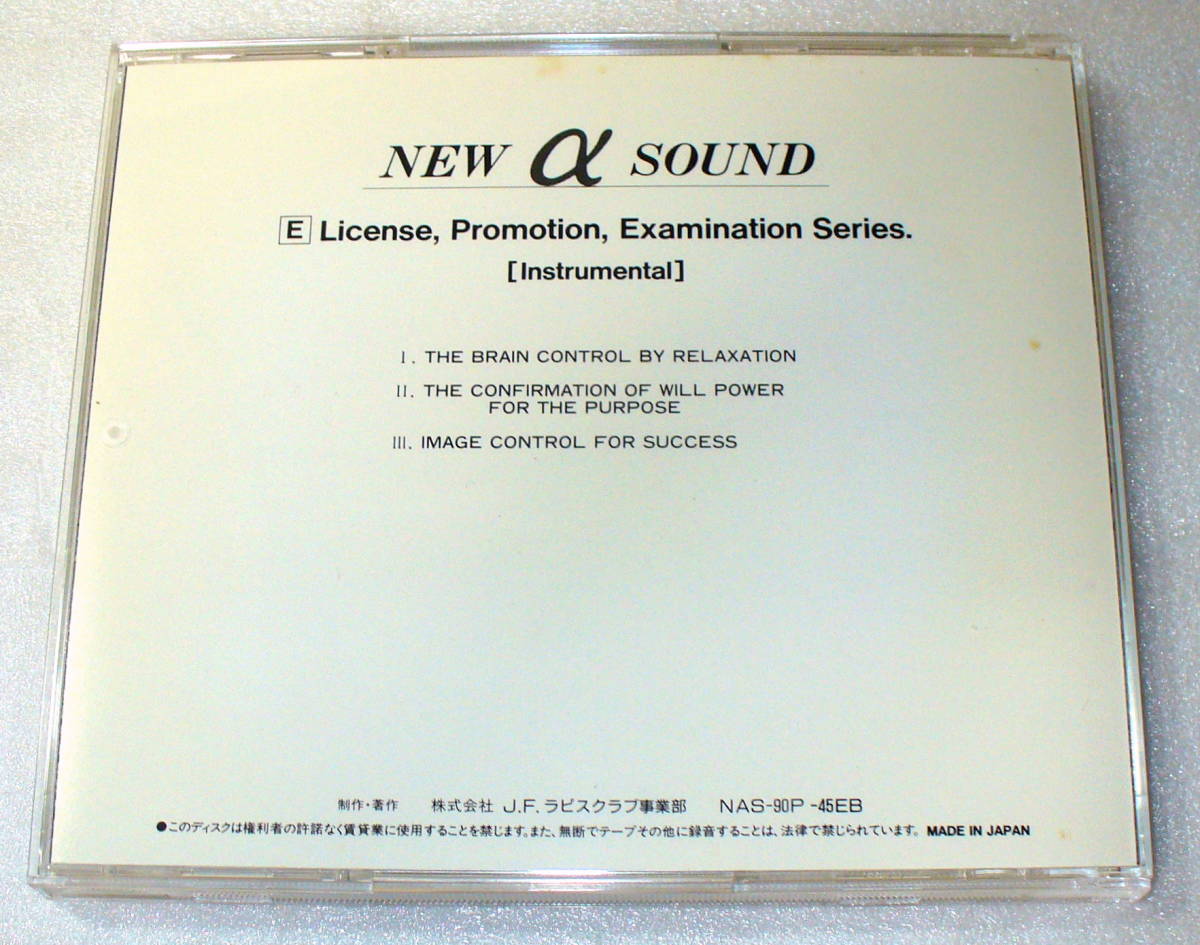 NEW α SOUND
E License, Promotion, Examination Series.
[Instrumental]
I. THE BRAIN CONTROL BY RELAXATION
II. THE CONFIRMATION OF WILL POWER
FOR THE PURPOSE
III. IMAGE CONTROL FOR SUCCESS
制作・著作 株式会社 J.F.ラピスクラブ事業部 NAS-90P-45EB
●このディスクは権利者の許諾なく賃貸業に使用することを禁じます。また、無断でテープその他に録音することは、法律で禁じられています。 MADE IN JAPAN